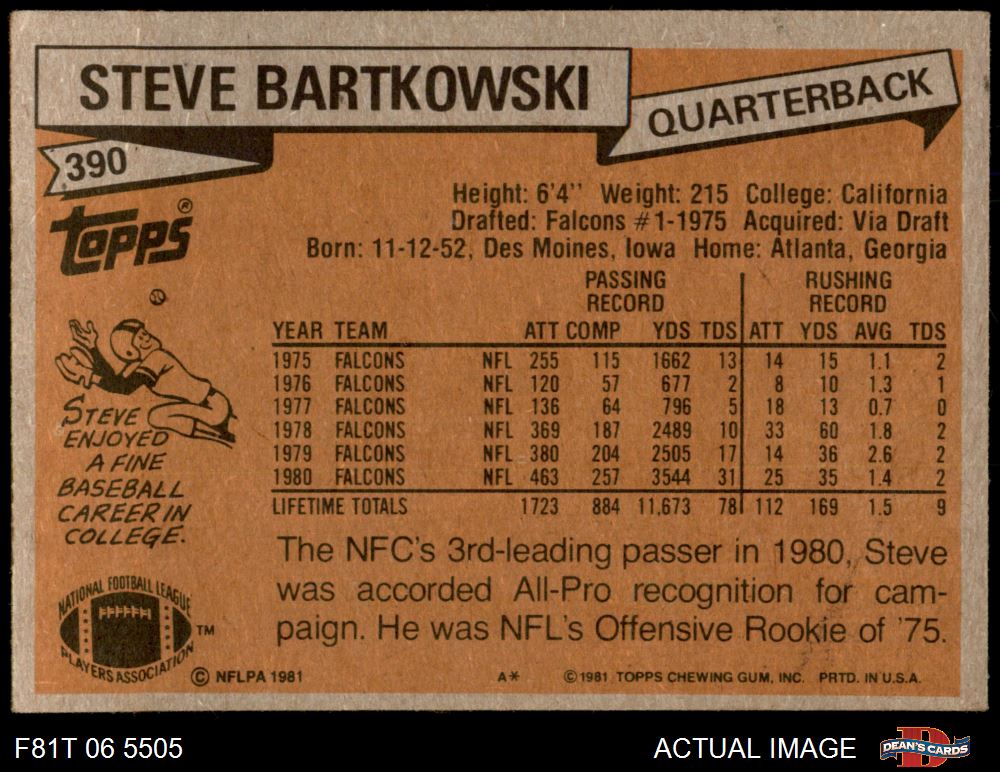 STEVE BARTKOWSKI
QUARTERBACK
390
TOPPS®
Height: 6'4" Weight: 215 College: California
Drafted: Falcons #1-1975 Acquired: Via Draft
Born: 11-12-52, Des Moines, Iowa Home: Atlanta, Georgia
PASSING RECORD RUSHING RECORD
YEAR TEAM ATT COMP YDS TDS ATT YDS AVG TDS
1975 FALCONS NFL 255 115 1662 13 14 15 1.1 2
1976 FALCONS NFL 120 57 677 2 8 10 1.3 1
1977 FALCONS NFL 136 64 796 5 18 13 0.7 0
1978 FALCONS NFL 369 187 2489 10 33 60 1.8 2
1979 FALCONS NFL 380 204 2505 17 14 36 2.6 2
1980 FALCONS NFL 463 257 3544 31 25 35 1.4 2
LIFETIME TOTALS 1723 884 11,673 78 112 169 1.5 9
STEVE
ENJOYED
A FINE
BASEBALL
CAREER IN
COLLEGE.
The NFC's 3rd-leading passer in 1980, Steve
was accorded All-Pro recognition for cam-
paign. He was NFL's Offensive Rookie of '75.
NATIONAL FOOTBALL LEAGUE
PLAYERS ASSOCIATION
TM
© NFLPA 1981 A* © 1981 TOPPS CHEWING GUM, INC. PRTD. IN U.S.A.
F81T 06 5505 ACTUAL IMAGE D DEAN'S CARDS